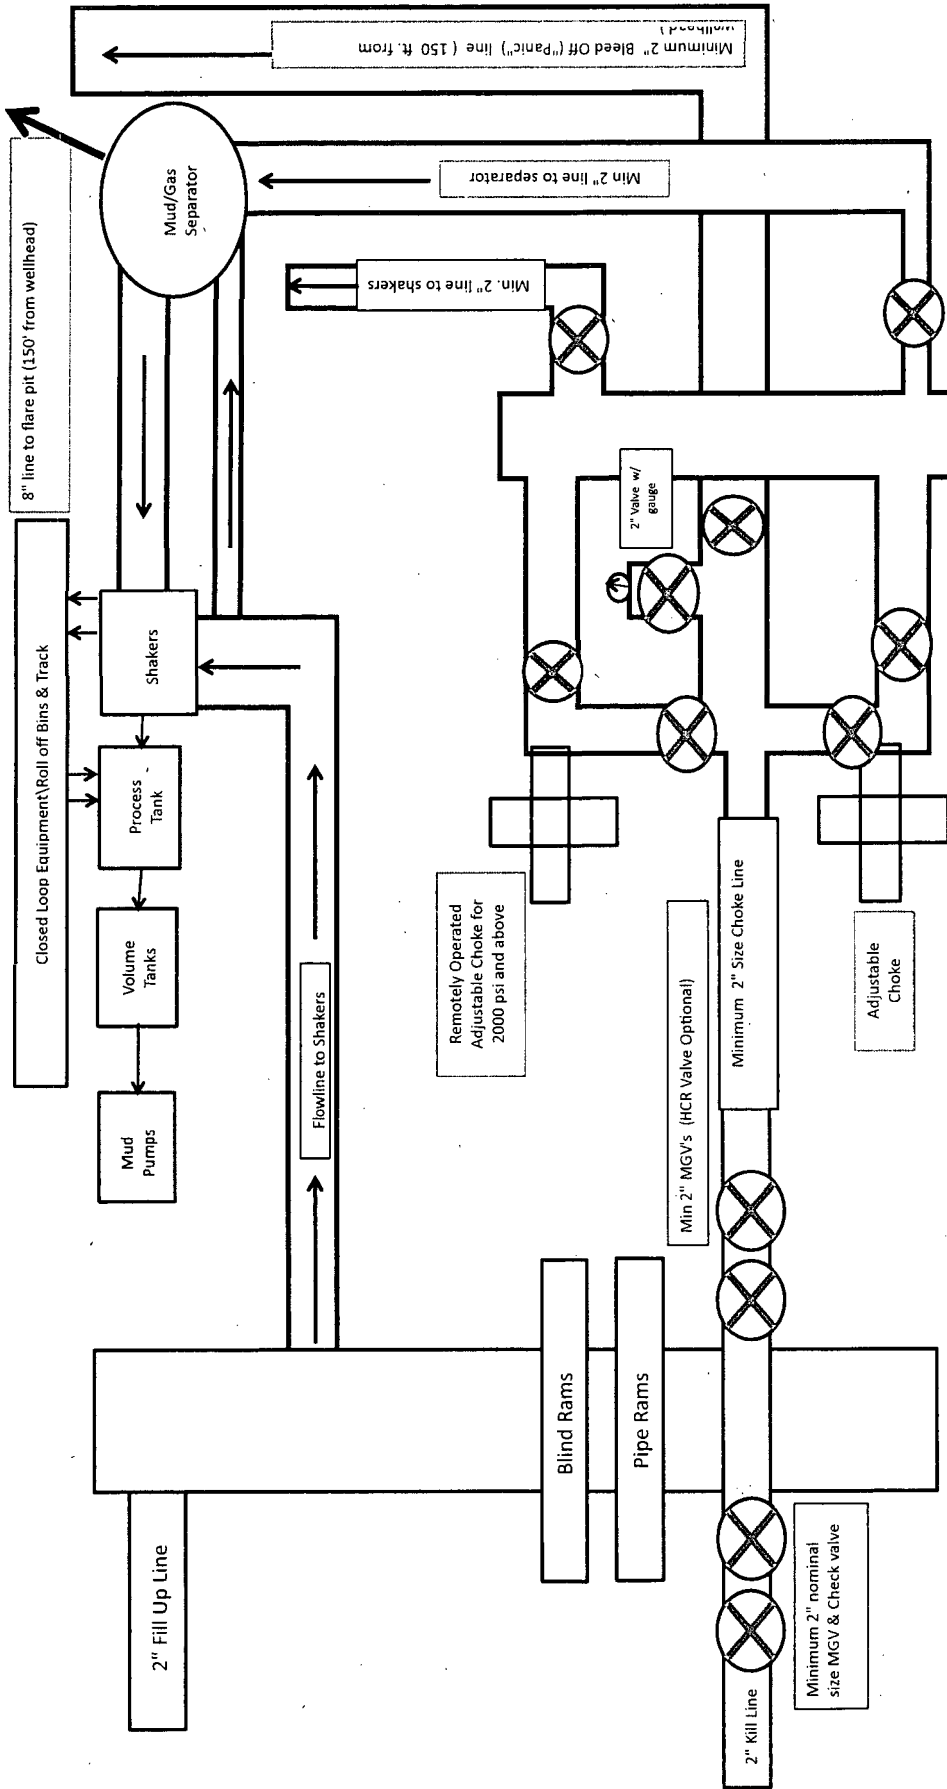 Minimum 2" Bleed Off ("Panic") line ( 150 ft. from
wellhead )
8" line to flare pit (150' from wellhead)
Mud/Gas
Separator
Min 2" line to separator
Min. 2" line to shakers
2" Valve w/
gauge
Closed Loop Equipment\Roll off Bins & Track
Shakers
Process
Tank
Volume
Tanks
Mud
Pumps
Flowline to Shakers
Remotely Operated
Adjustable Choke for
2000 psi and above
Min 2" MGV's (HCR Valve Optional)
Minimum 2" Size Choke Line
Adjustable
Choke
Blind Rams
Pipe Rams
2" Fill Up Line
2" Kill Line
Minimum 2" nominal
size MGV & Check valve